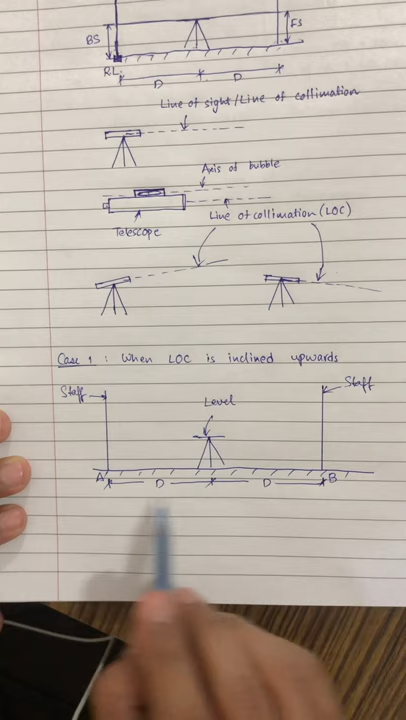 BS
FS
RL
D
D
Line of sight/Line of collimation
Axis of bubble
Line of collimation (LOC)
Telescope
Case 1 : When LOC is inclined upwards
Staff
Staff
Level
A
D
D
B